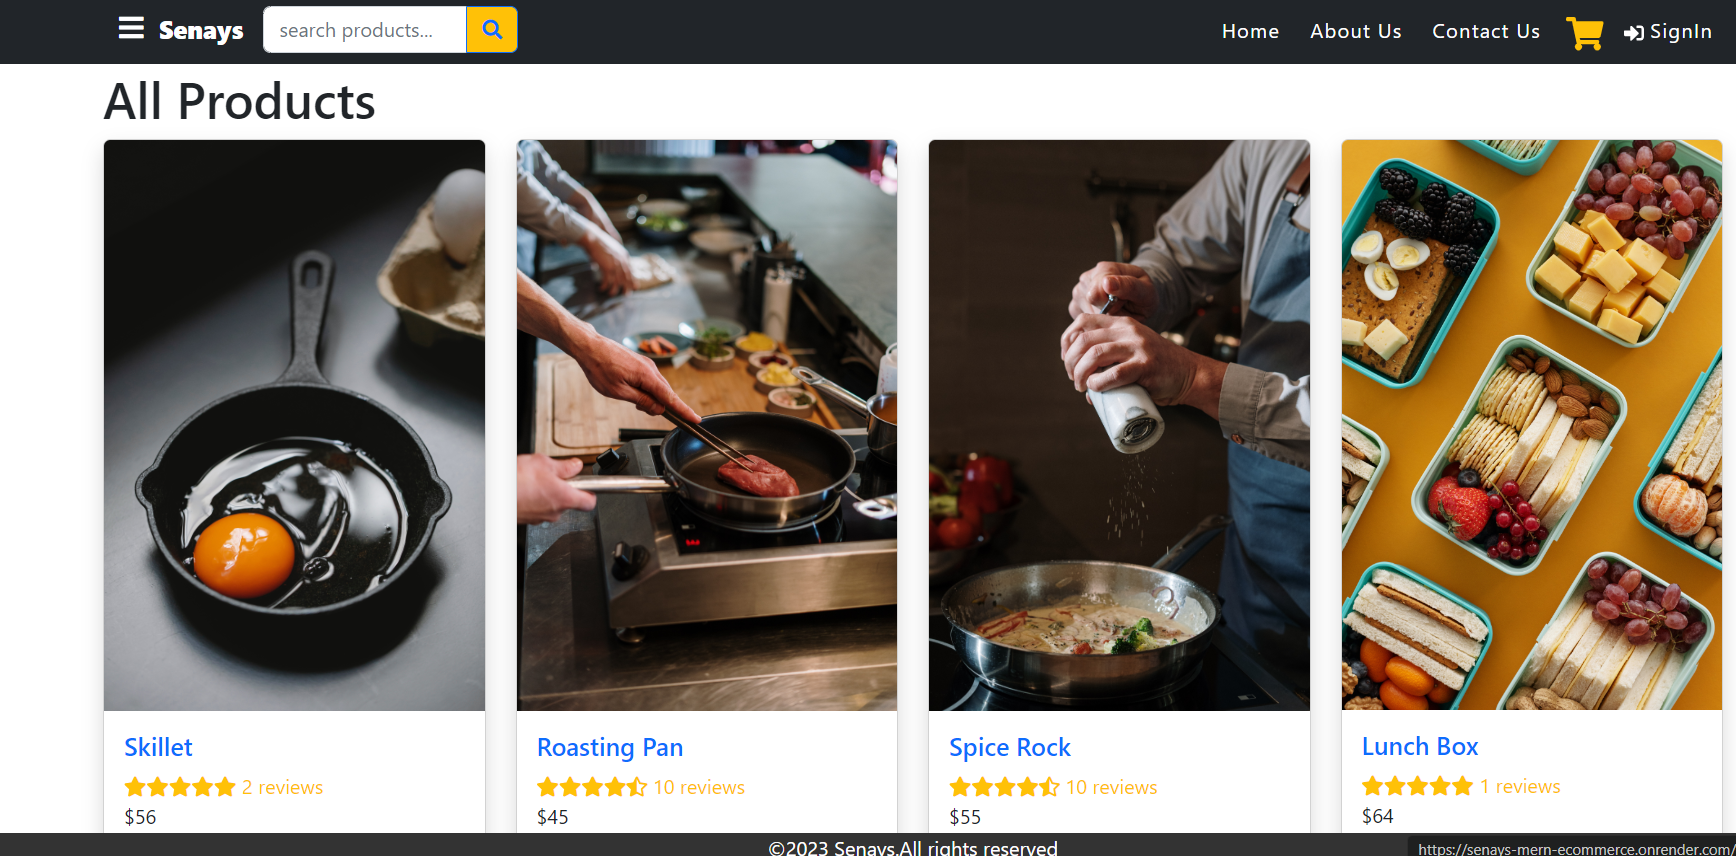 Senays search products... Home About Us Contact Us SignIn
All Products
Skillet
2 reviews
$56
Roasting Pan
10 reviews
$45
Spice Rock
10 reviews
$55
Lunch Box
1 reviews
$64
©2023 Senays.All rights reserved
https://senays-mern-ecommerce.onrender.com/